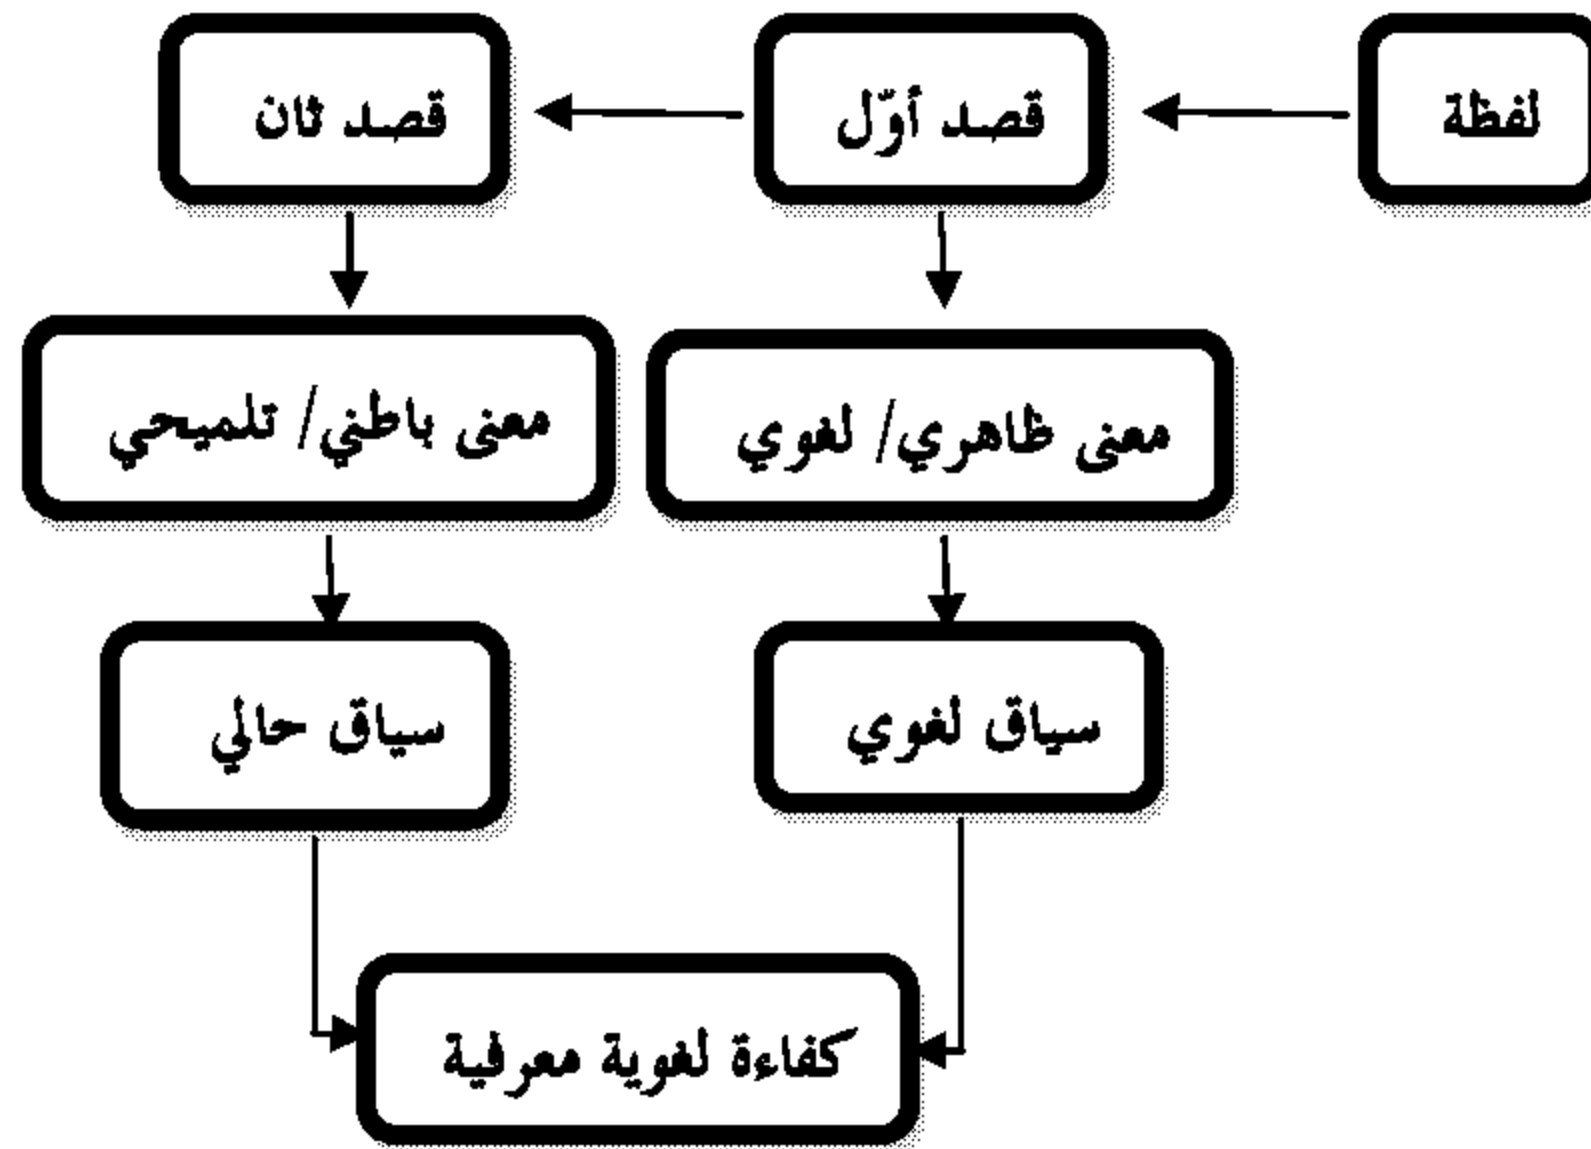 لفظة
قصد أوّل
قصد ثان
معنى ظاهري/ لغوي
معنى باطني/ تلميحي
سياق لغوي
سياق حالي
كفاءة لغوية معرفية